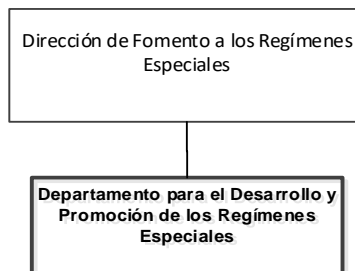 Dirección de Fomento a los Regímenes
Especiales
Departamento para el Desarrollo y
Promoción de los Regímenes
Especiales